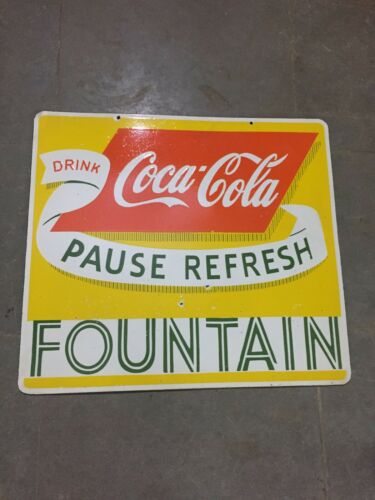 DRINK
Coca-Cola
PAUSE REFRESH
FOUNTAIN